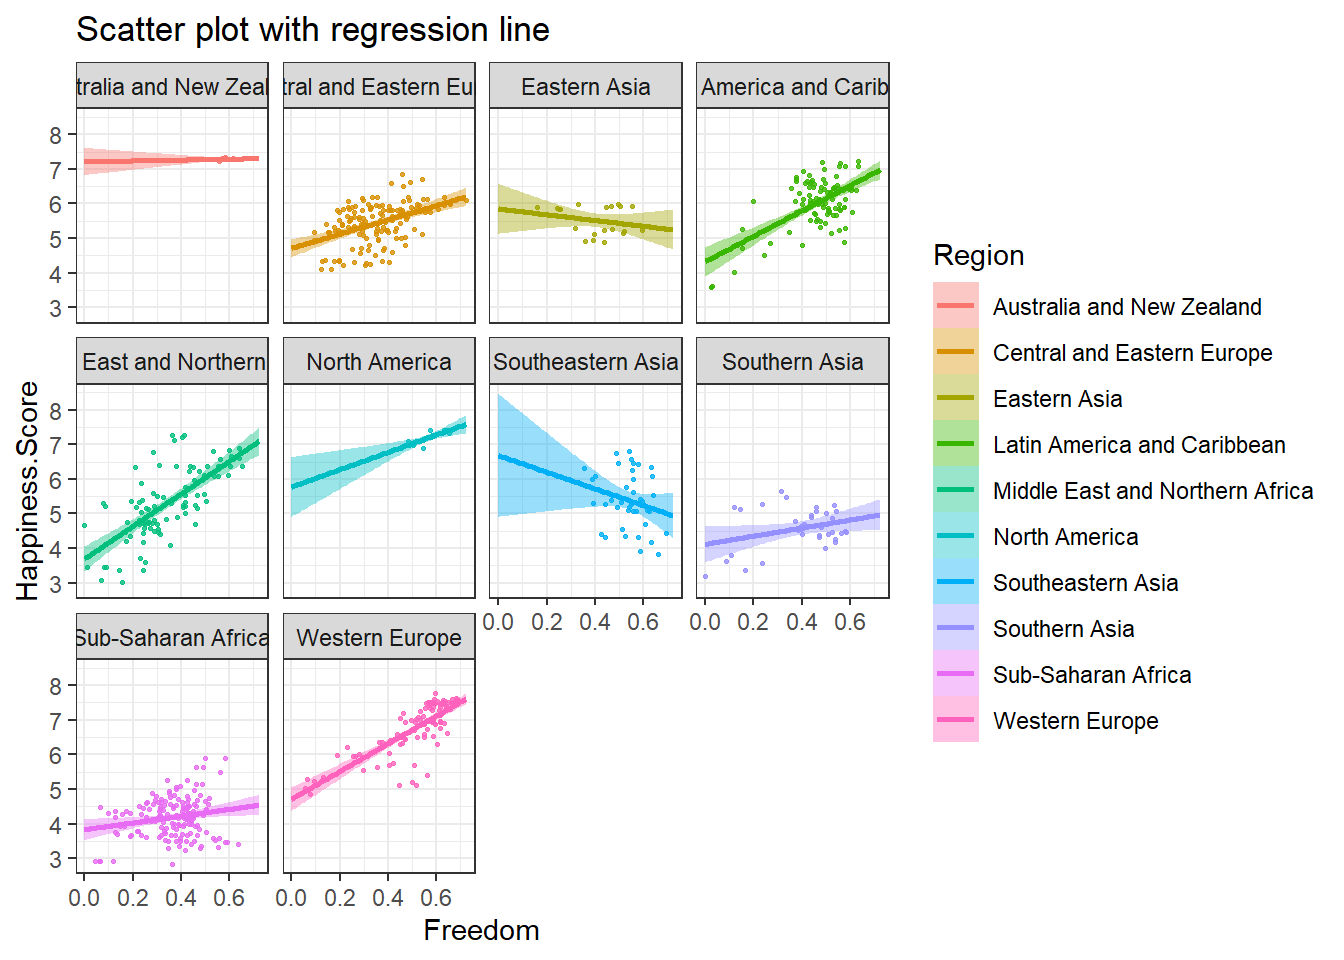 Scatter plot with regression line
tralia and New Zeal
tral and Eastern Eu
Eastern Asia
America and Carib
8
7
6
5
4
3
East and Northern
North America
Southeastern Asia
Southern Asia
8
7
6
5
4
3
0.0 0.2 0.4 0.6
0.0 0.2 0.4 0.6
Sub-Saharan Africa
Western Europe
8
7
6
5
4
3
0.0 0.2 0.4 0.6
0.0 0.2 0.4 0.6
Freedom
Happiness.Score
Region
Australia and New Zealand
Central and Eastern Europe
Eastern Asia
Latin America and Caribbean
Middle East and Northern Africa
North America
Southeastern Asia
Southern Asia
Sub-Saharan Africa
Western Europe